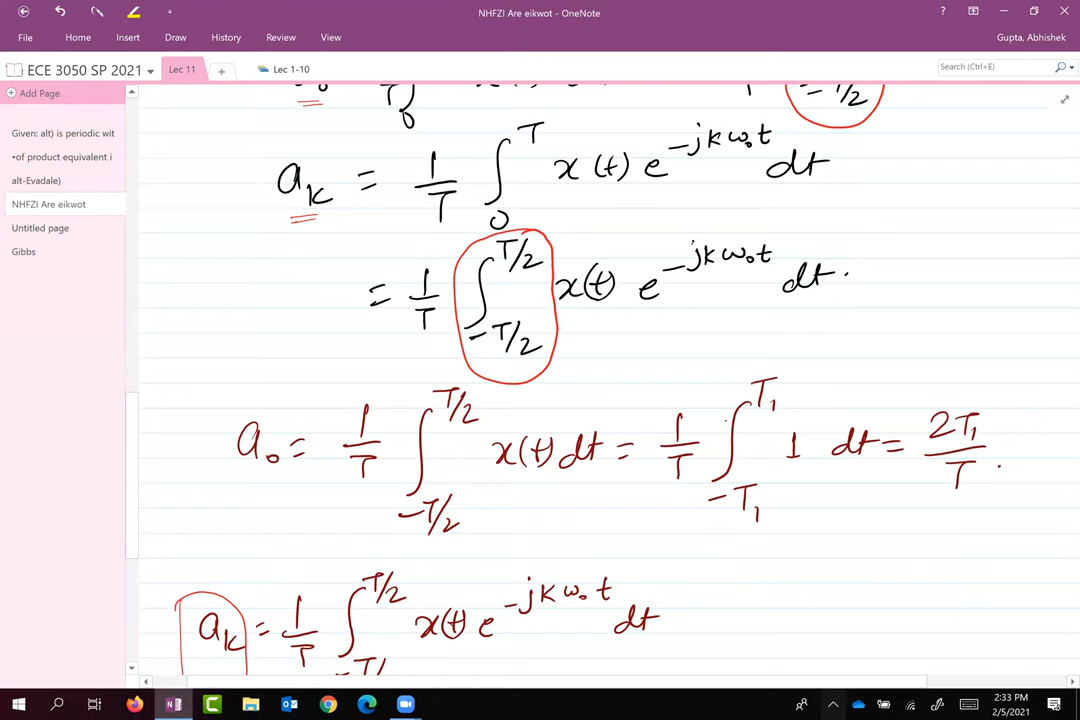 NHFZI Are eikwot - OneNote
?
File Home Insert Draw History Review View
Gupta, Abhishek
ECE 3050 SP 2021
Lec 11
Lec 1-10
Search (Ctrl+E)
Add Page
Given: alt) is periodic wit
•of product equivalent i
alt-Evadale)
NHFZI Are eikwot
Untitled page
Gibbs
a_k = 1/T ∫_0^T x(t) e^{-jkω₀t} dt
= 1/T ∫_{-T/2}^{T/2} x(t) e^{-jkω₀t} dt.
a₀ = 1/T ∫_{-T/2}^{T/2} x(t) dt = 1/T ∫_{-T₁}^{T₁} 1 dt = 2T₁/T.
a_k = 1/T ∫_{-T/2}^{T/2} x(t) e^{-jkω₀t} dt
2:33 PM
2/5/2021